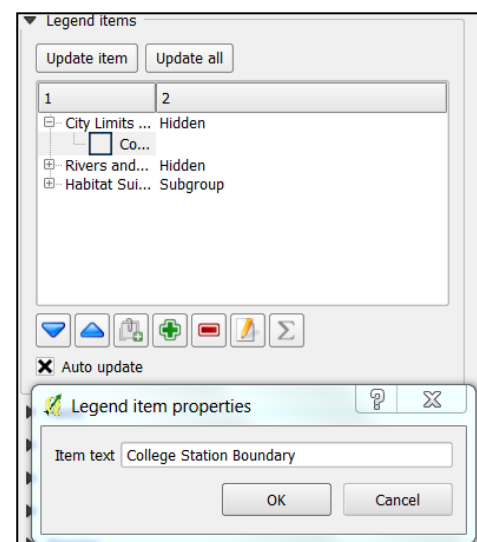 Legend items
Update item Update all
1 2
City Limits ... Hidden
Co...
Rivers and... Hidden
Habitat Sui... Subgroup
Σ
Auto update
Legend item properties ? X
Item text College Station Boundary
OK Cancel